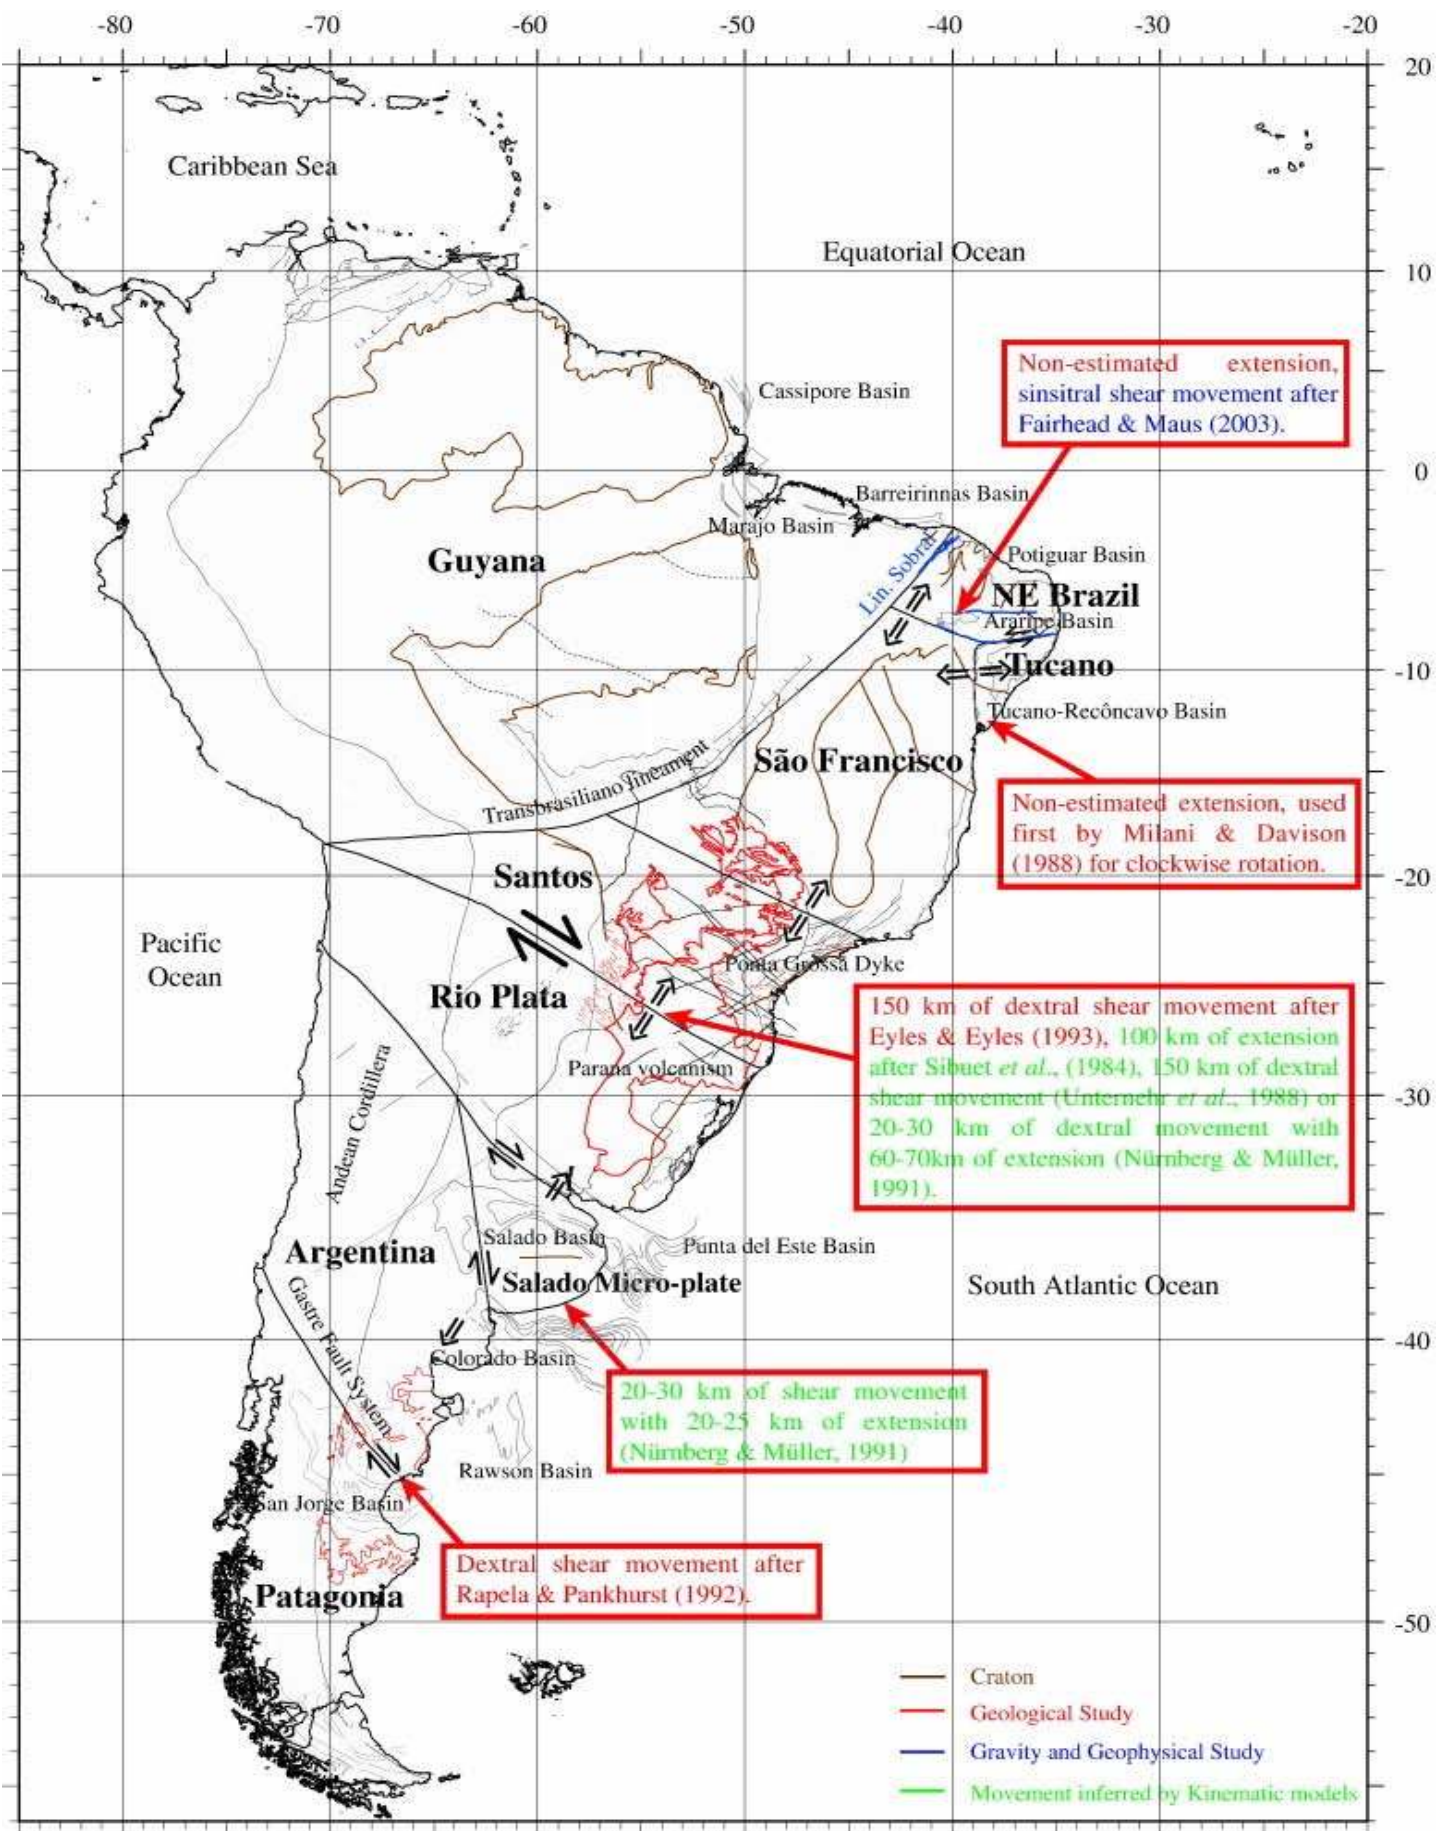 -80 -70 -60 -50 -40 -30 -20
20
Caribbean Sea
Equatorial Ocean
10
Non-estimated extension,
sinsitral shear movement after
Fairhead & Maus (2003).
Cassipore Basin
0
Barreirinnas Basin
Marajo Basin
Lin. Sobral
Potiguar Basin
Guyana
NE Brazil
Araripe Basin
Tucano
-10
Tucano-Recôncavo Basin
São Francisco
Transbrasiliano lineament
Non-estimated extension, used
first by Milani & Davison
(1988) for clockwise rotation.
Santos
-20
Pacific
Ocean
Ponta Grossa Dyke
Rio Plata
150 km of dextral shear movement after
Eyles & Eyles (1993), 100 km of extension
after Sibuet et al., (1984), 150 km of dextral
shear movement (Unternehr et al., 1988) or
20-30 km of dextral movement with
60-70km of extension (Nürnberg & Müller,
1991).
Parana volcanism
-30
Andean Cordillera
Salado Basin
Punta del Este Basin
Argentina
Salado Micro-plate
South Atlantic Ocean
Gastre Fault System
-40
Colorado Basin
20-30 km of shear movement
with 20-25 km of extension
(Nürnberg & Müller, 1991)
Rawson Basin
San Jorge Basin
Dextral shear movement after
Rapela & Pankhurst (1992).
Patagonia
-50
Craton
Geological Study
Gravity and Geophysical Study
Movement inferred by Kinematic models